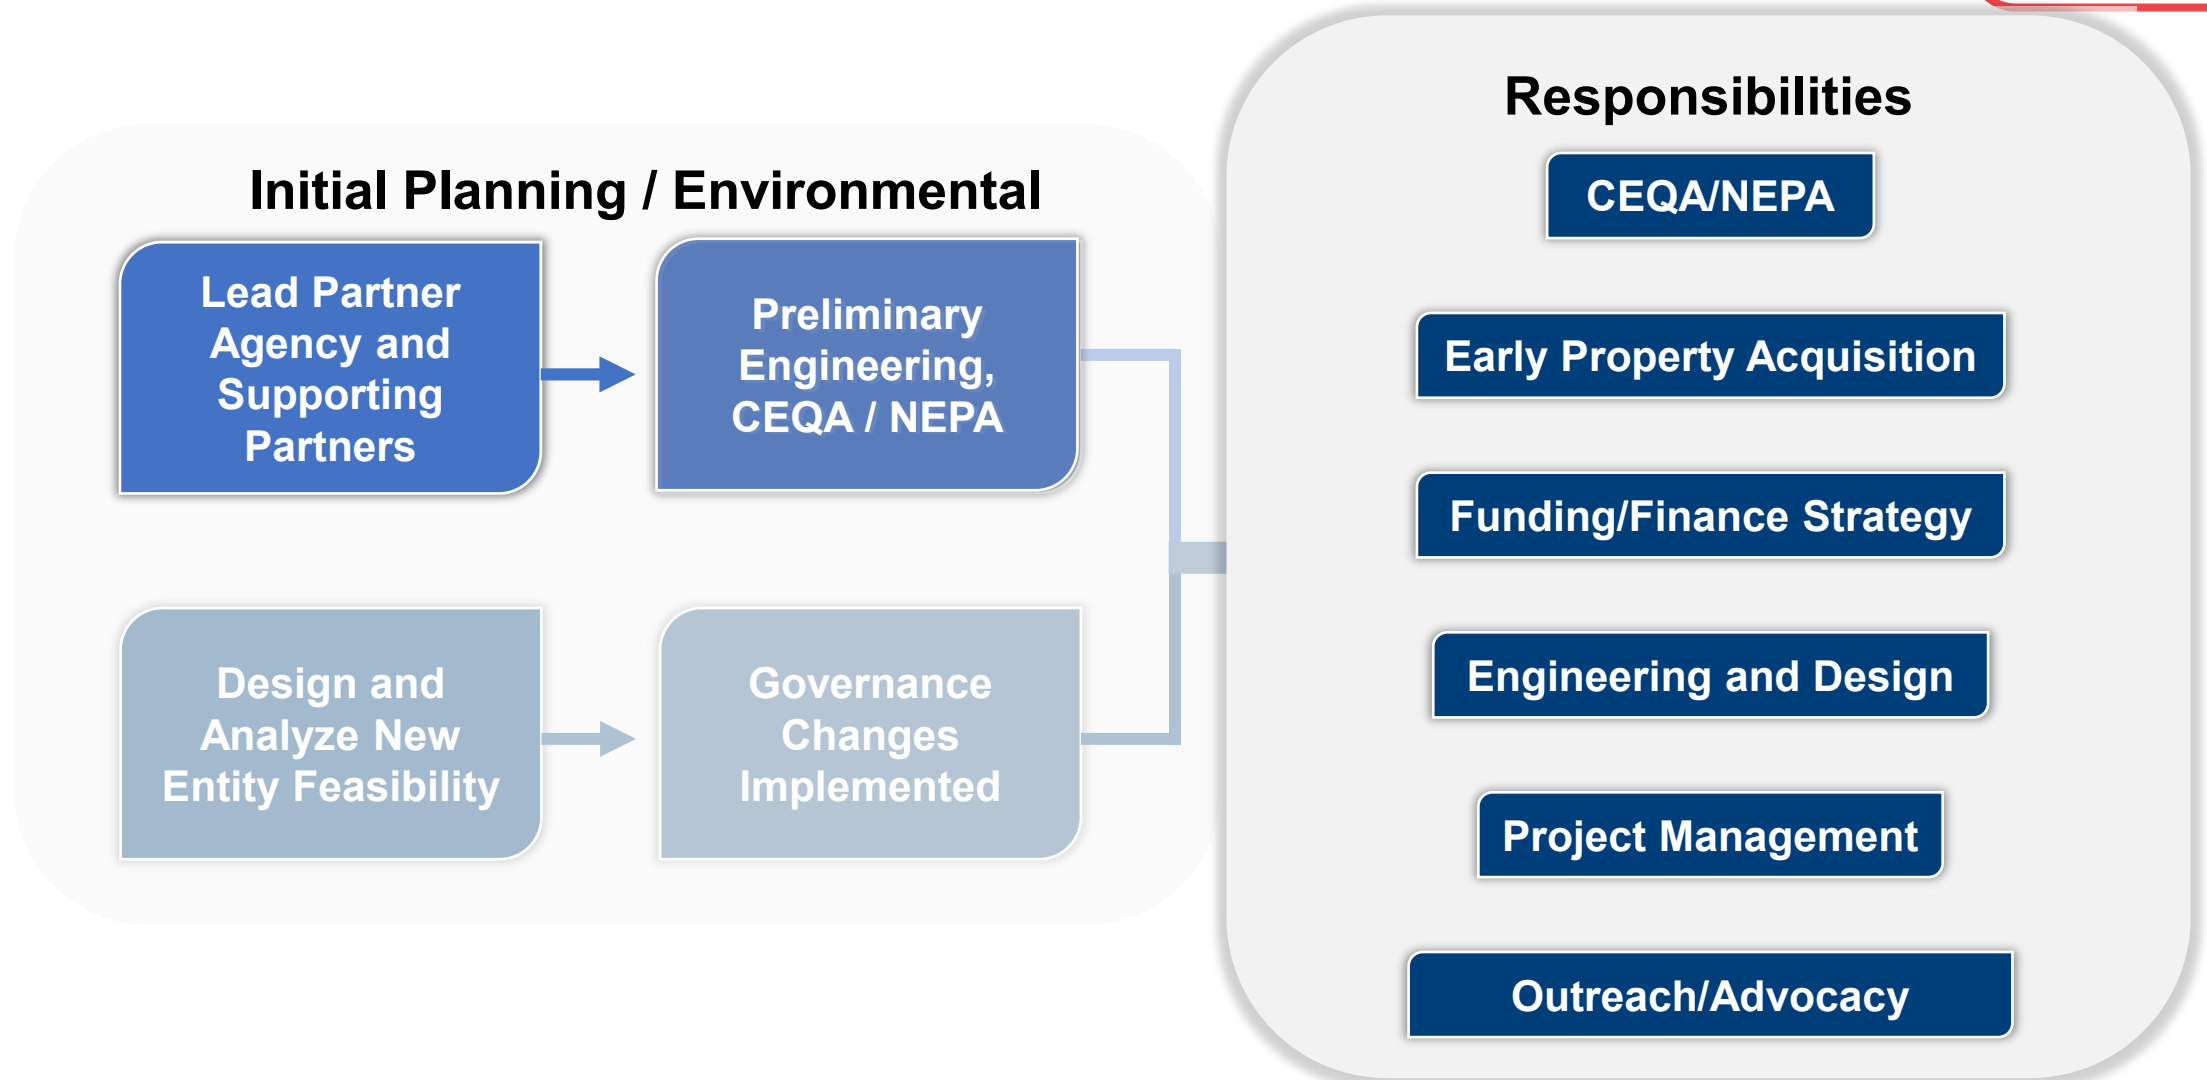 Initial Planning / Environmental
Lead Partner
Agency and
Supporting
Partners
Preliminary
Engineering,
CEQA / NEPA
Design and
Analyze New
Entity Feasibility
Governance
Changes
Implemented
Responsibilities
CEQA/NEPA
Early Property Acquisition
Funding/Finance Strategy
Engineering and Design
Project Management
Outreach/Advocacy